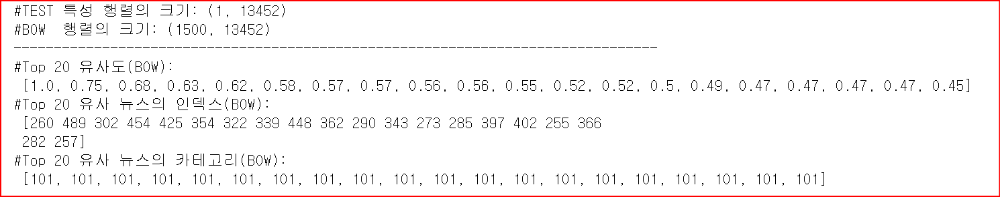 #TEST 특성 행렬의 크기: (1, 13452)
#BOW  행렬의 크기: (1500, 13452)
--------------------------------------------------------------------------------
#Top 20 유사도(BOW):
 [1.0, 0.75, 0.68, 0.63, 0.62, 0.58, 0.57, 0.57, 0.56, 0.56, 0.55, 0.52, 0.52, 0.5, 0.49, 0.47, 0.47, 0.47, 0.47, 0.45]
#Top 20 유사 뉴스의 인덱스(BOW):
 [260 489 302 454 425 354 322 339 448 362 290 343 273 285 397 402 255 366
 282 257]
#Top 20 유사 뉴스의 카테고리(BOW):
 [101, 101, 101, 101, 101, 101, 101, 101, 101, 101, 101, 101, 101, 101, 101, 101, 101, 101, 101, 101]